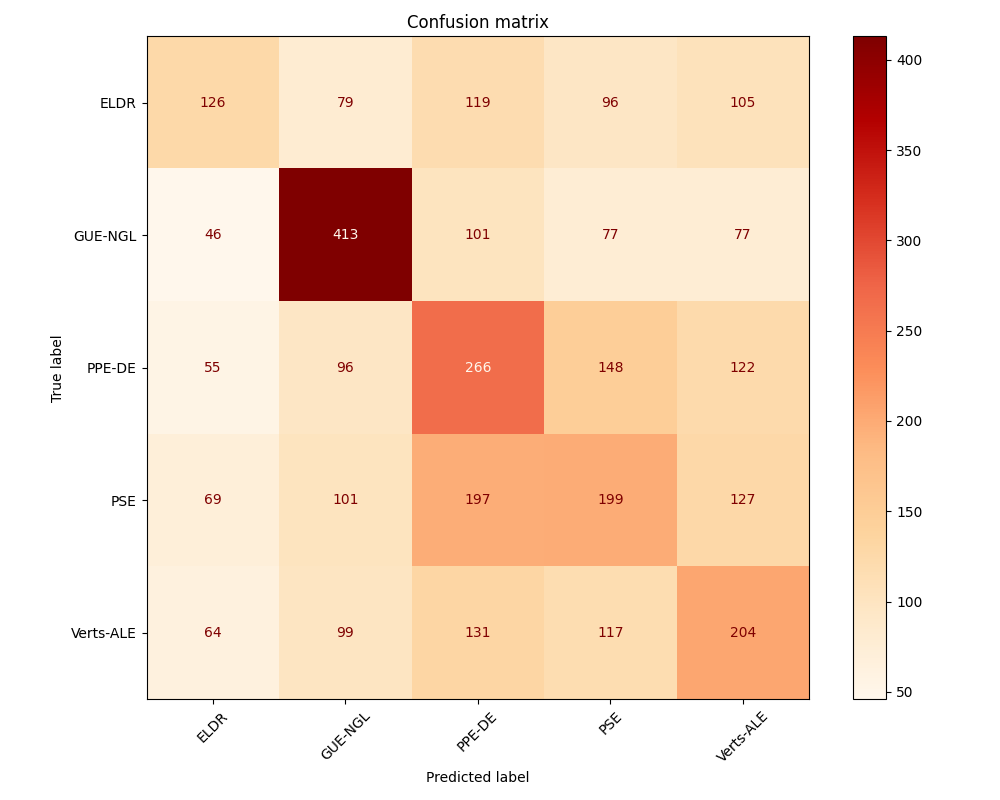 Confusion matrix
ELDR 126 79 119 96 105
GUE-NGL 46 413 101 77 77
PPE-DE 55 96 266 148 122
PSE 69 101 197 199 127
Verts-ALE 64 99 131 117 204
True label
ELDR GUE-NGL PPE-DE PSE Verts-ALE
Predicted label
400
350
300
250
200
150
100
50